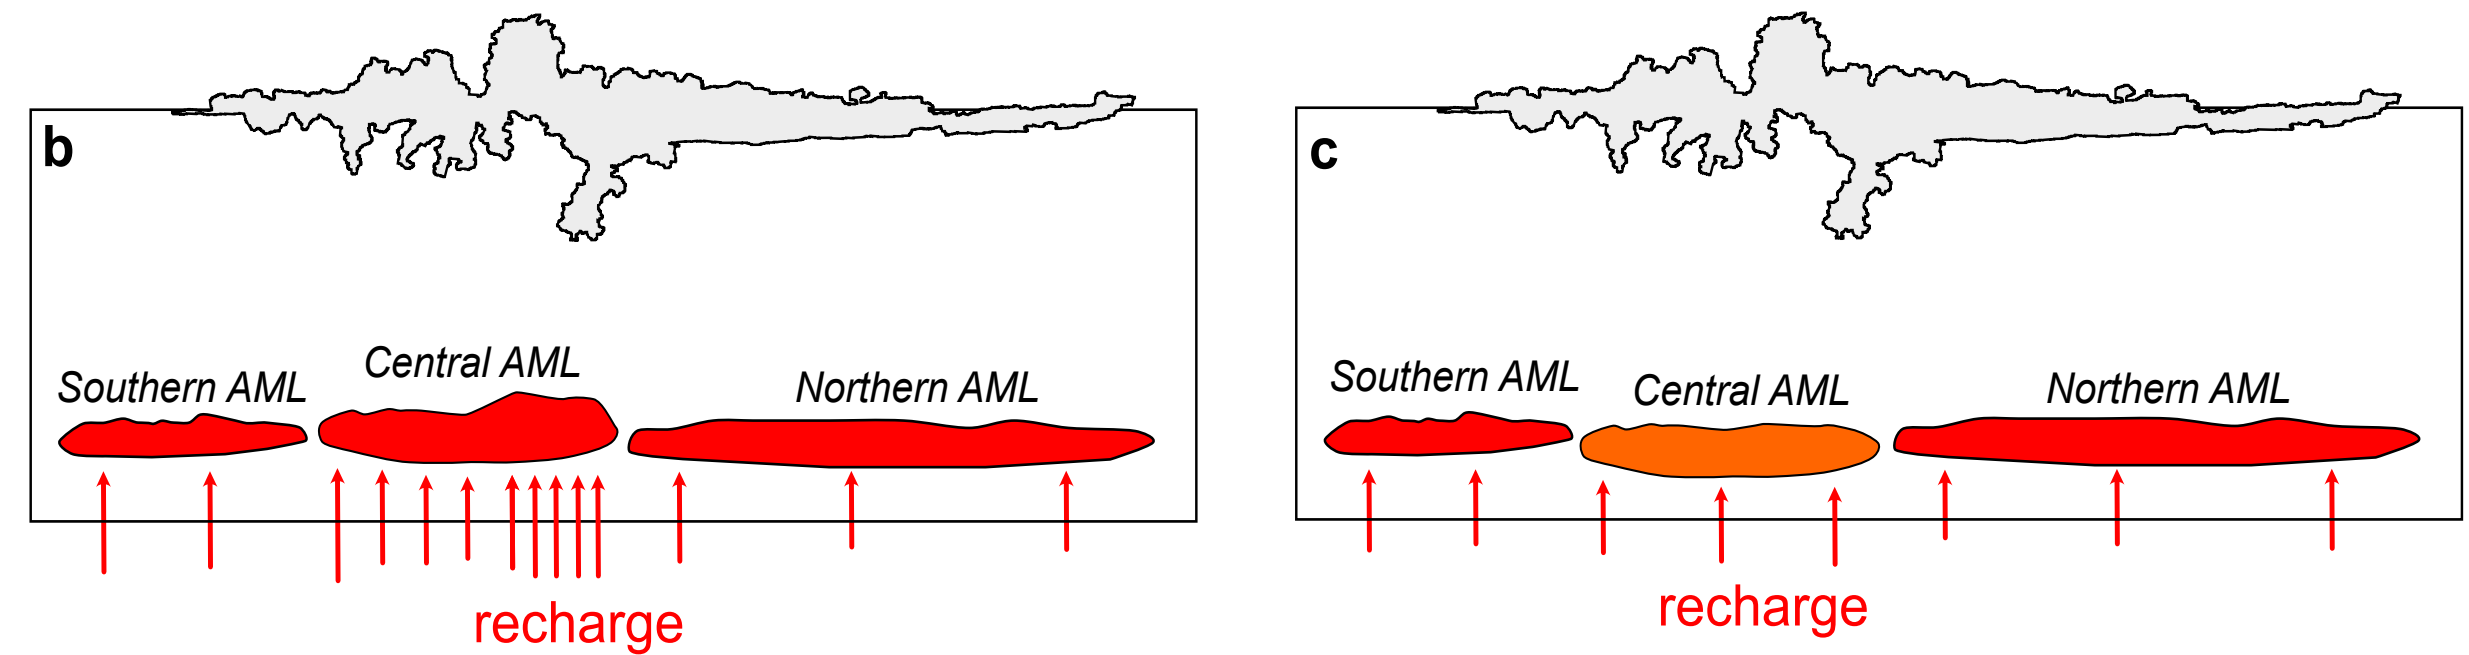 b
Southern AML
Central AML
Northern AML
recharge
c
Southern AML
Central AML
Northern AML
recharge